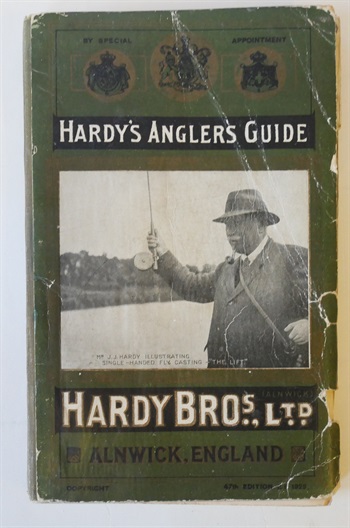 BY SPECIAL APPOINTMENT
HARDY'S ANGLERS GUIDE
MR J.J. HARDY ILLUSTRATING
SINGLE-HANDED FLY CASTING - "THE LIFT"
(ALNWICK)
HARDY BROS., LTD.
ALNWICK, ENGLAND
COPYRIGHT 47TH EDITION